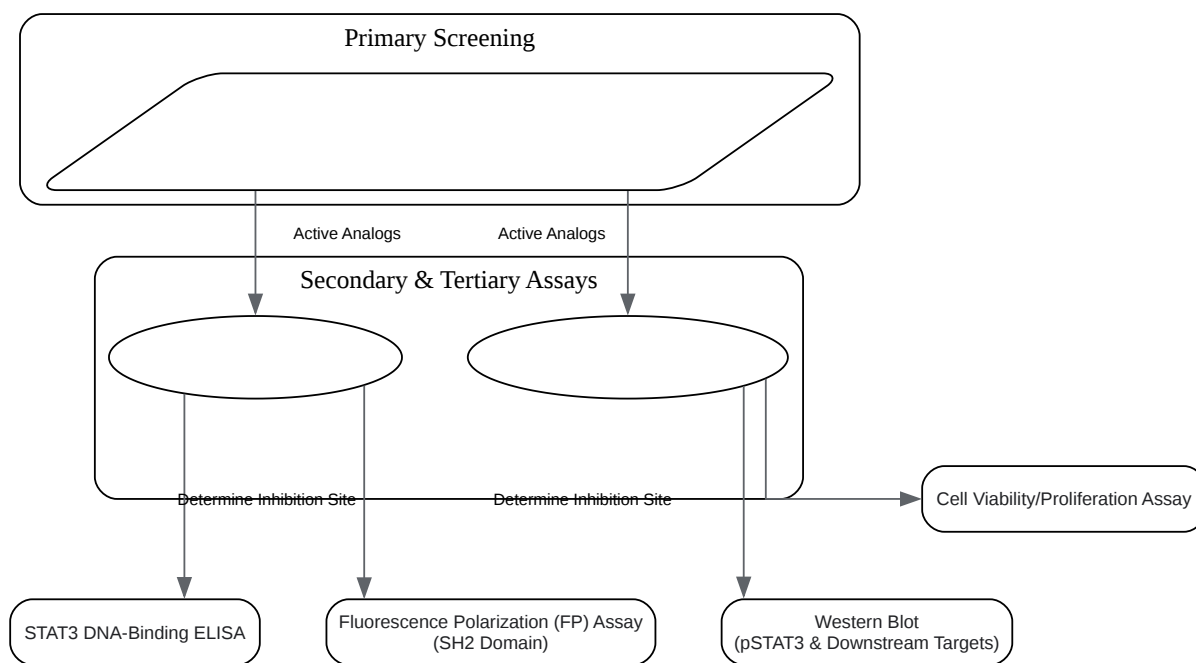 Primary Screening
Active Analogs
Active Analogs
Secondary & Tertiary Assays
Determine Inhibition Site
Determine Inhibition Site
Cell Viability/Proliferation Assay
STAT3 DNA-Binding ELISA
Fluorescence Polarization (FP) Assay
(SH2 Domain)
Western Blot
(pSTAT3 & Downstream Targets)